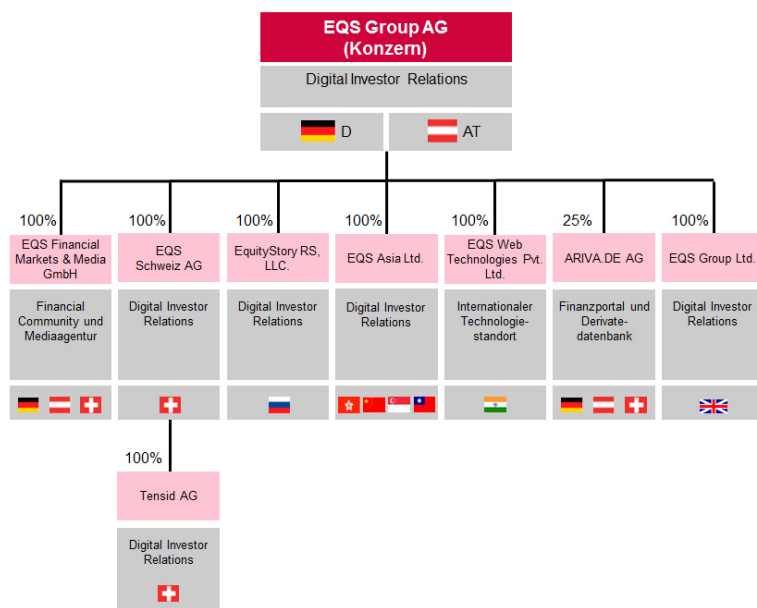 EQS Group AG
(Konzern)
Digital Investor Relations
D
AT
100%
100%
100%
100%
100%
25%
100%
EQS Financial
Markets & Media
GmbH
EQS
Schweiz AG
EquityStory RS,
LLC.
EQS Asia Ltd.
EQS Web
Technologies Pvt.
Ltd.
ARIVA.DE AG
EQS Group Ltd.
Financial
Community und
Mediaagentur
Digital Investor
Relations
Digital Investor
Relations
Digital Investor
Relations
Internationaler
Technologie-
standort
Finanzportal und
Derivate-
datenbank
Digital Investor
Relations
100%
Tensid AG
Digital Investor
Relations